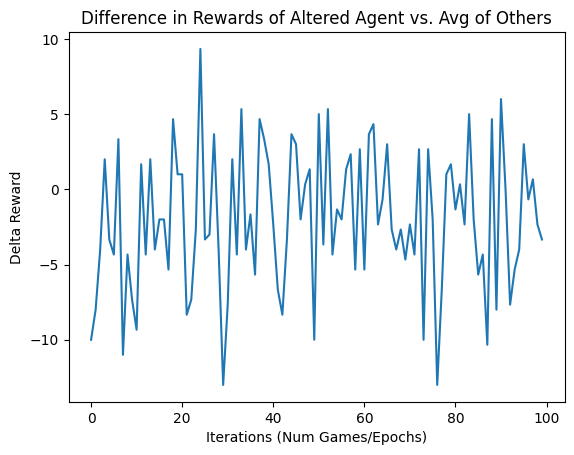 Difference in Rewards of Altered Agent vs. Avg of Others
10
5
0
−5
−10
Delta Reward
0 20 40 60 80 100
Iterations (Num Games/Epochs)